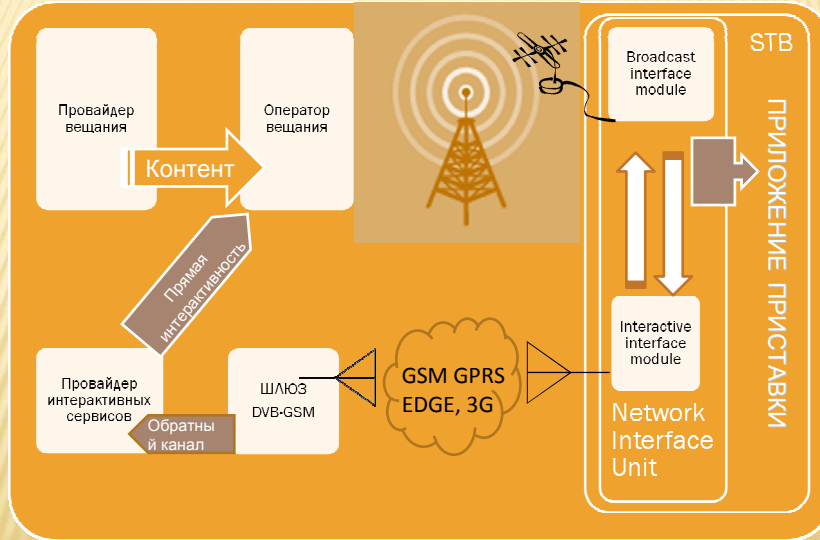 Провайдер
вещания
Оператор
вещания
Контент
Broadcast
interface
module
STB
ПРИЛОЖЕНИЕ ПРИСТАВКИ
Прямая
интерактивность
Провайдер
интерактивных
сервисов
ШЛЮЗ
DVB-GSM
Обратны
й канал
GSM GPRS
EDGE, 3G
Interactive
interface
module
Network
Interface
Unit